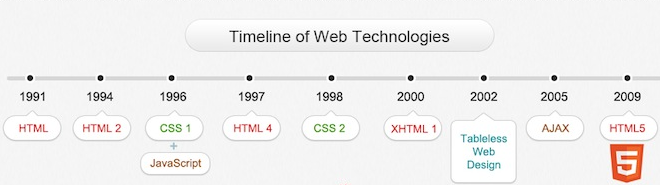 Timeline of Web Technologies
1991 1994 1996 1997 1998 2000 2002 2005 2009
HTML HTML 2 CSS 1 HTML 4 CSS 2 XHTML 1 Tableless AJAX HTML5
+ Web
JavaScript Design
5